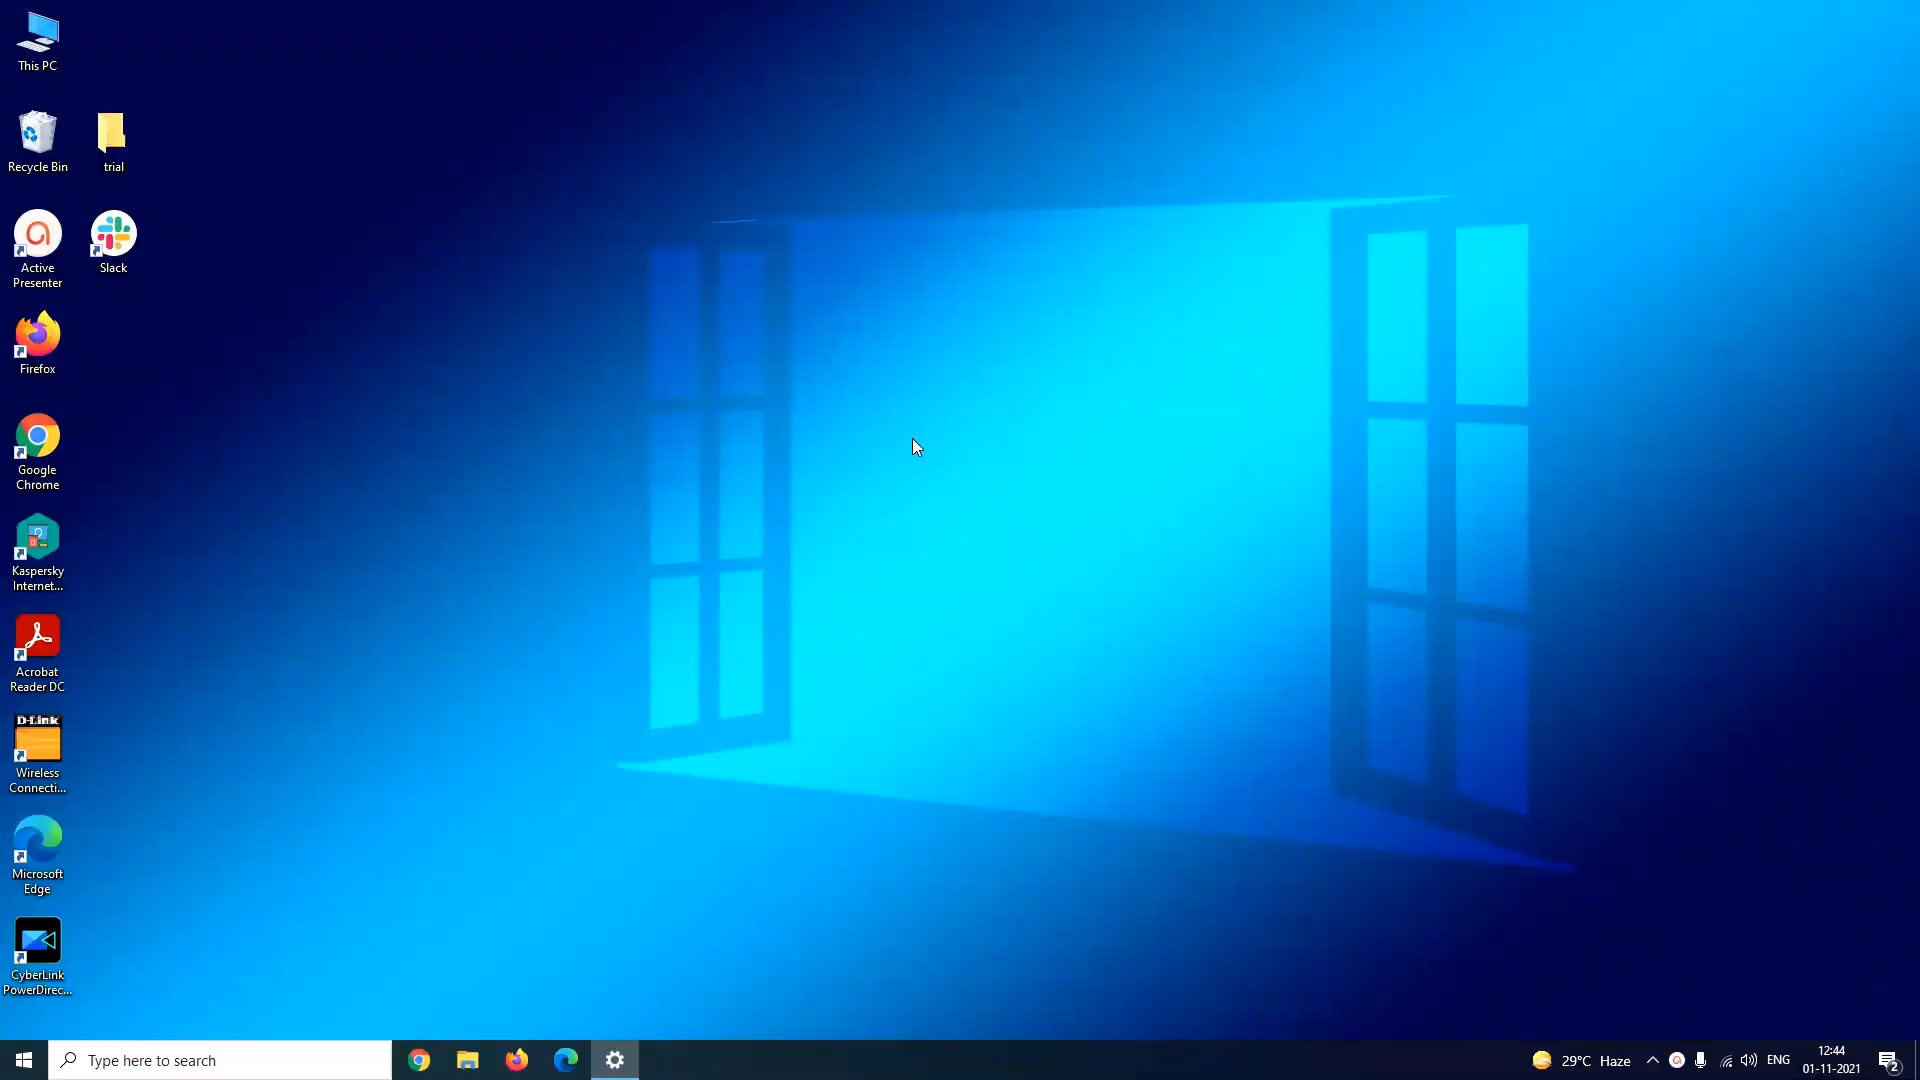 This PC
Recycle Bin
trial
Active
Presenter
Slack
Firefox
Google
Chrome
Kaspersky
Internet...
Acrobat
Reader DC
D-Link
Wireless
Connecti...
Microsoft
Edge
CyberLink
PowerDirec...
Type here to search
29°C Haze
ENG
12:44
01-11-2021
2